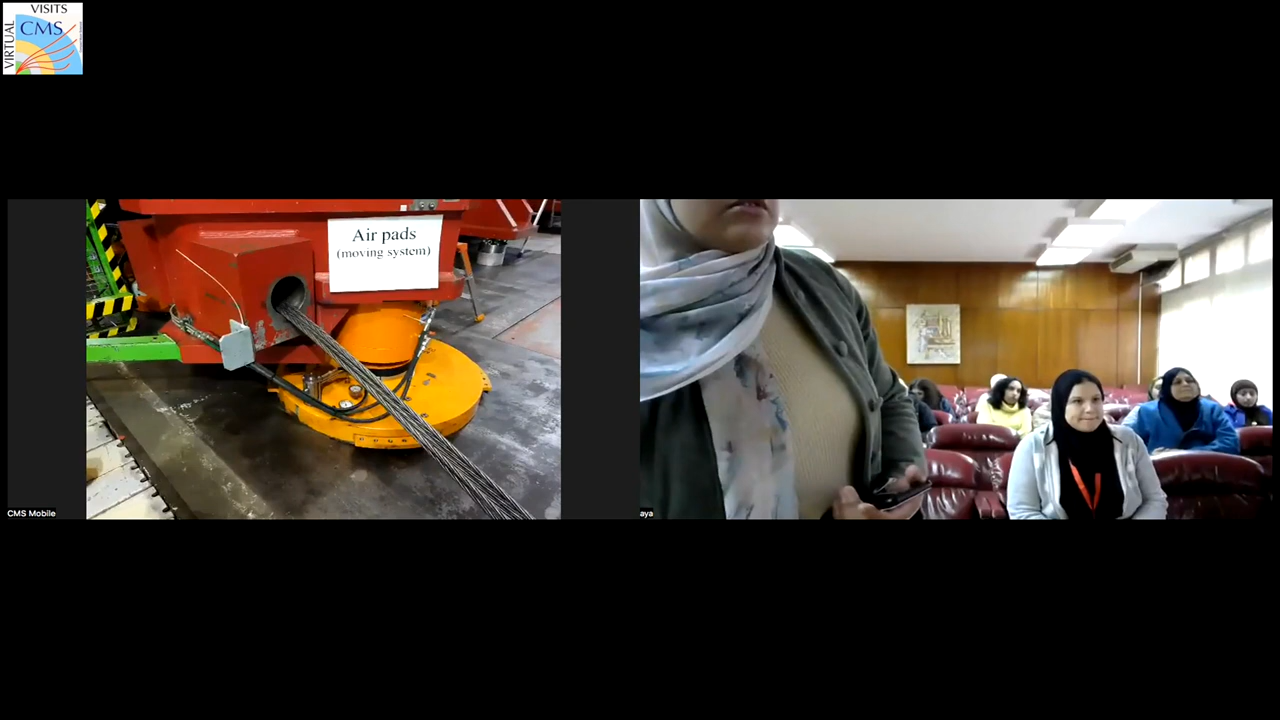 VISITS
CMS
VIRTUAL
Air pads
(moving system)
CMS Mobile
aya